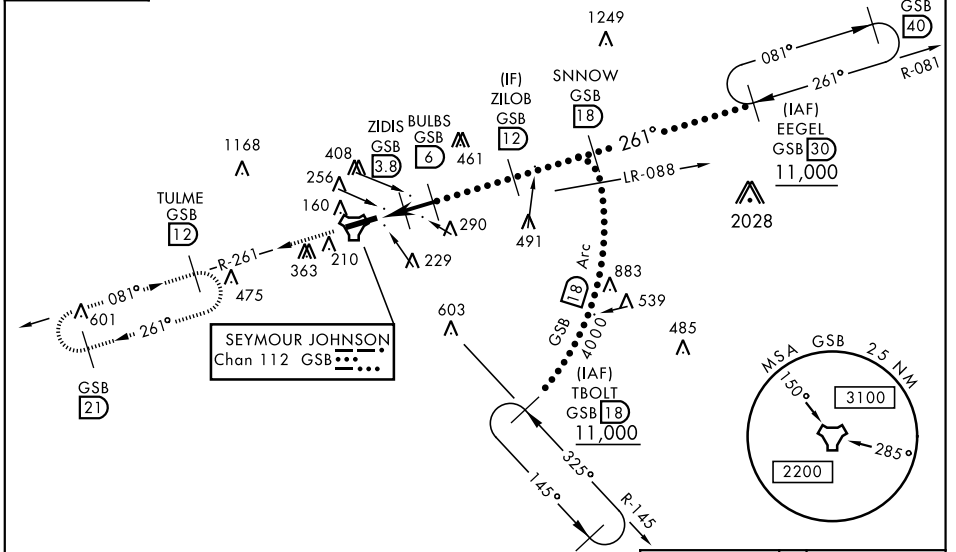 GSB
40
R-081
081°
261°
1249
SNNOW
GSB
18
(IF)
ZILOB
GSB
12
261°
(IAF)
EEGEL
GSB 30
11,000
LR-088
2028
BULBS
GSB
6
461
ZIDIS
GSB
3.8
408
1168
256
160
TULME
GSB
12
R-261
363
210
229
290
491
475
081°
601
261°
GSB
21
SEYMOUR JOHNSON
Chan 112 GSB
603
GSB 18 Arc
4000
883
539
485
(IAF)
TBOLT
GSB 18
11,000
325°
145°
R-145
MSA GSB 25 NM
150°
3100
285°
2200